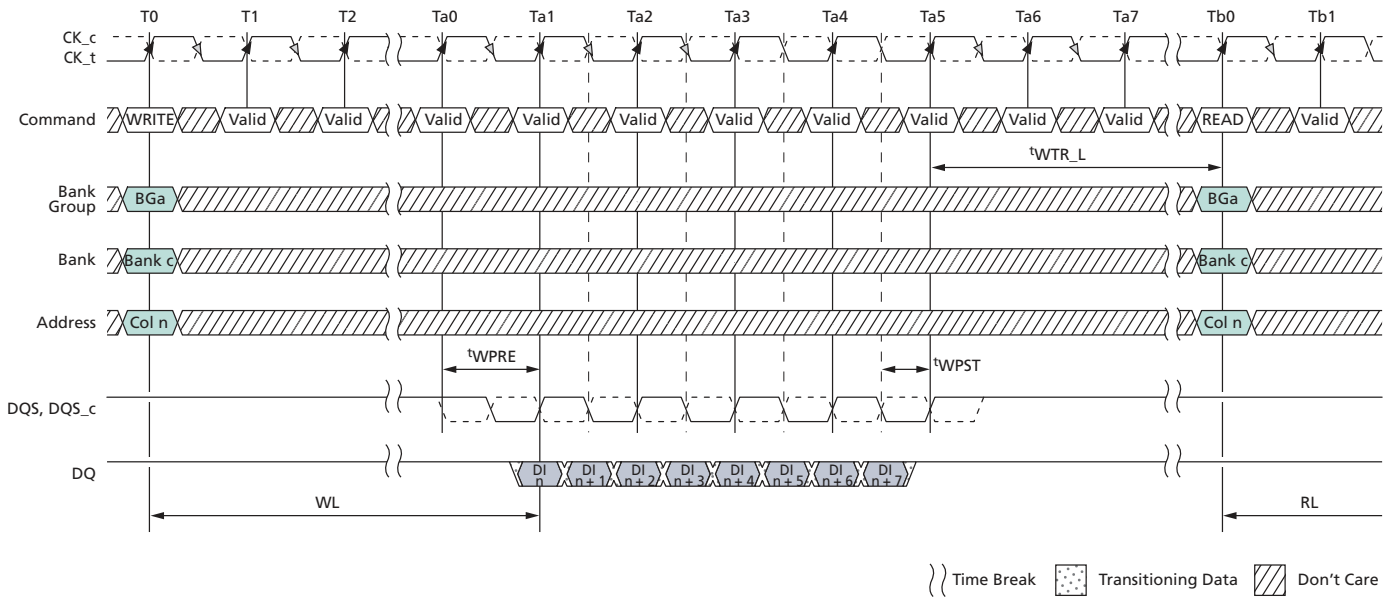 T0 T1 T2 Ta0 Ta1 Ta2 Ta3 Ta4 Ta5 Ta6 Ta7 Tb0 Tb1
CK_c
CK_t
Command WRITE Valid Valid Valid Valid Valid Valid Valid Valid Valid Valid READ Valid
tWTR_L
Bank Group BGa BGa
Bank Bank c Bank c
Address Col n Col n
tWPRE tWPST
DQS, DQS_c
DQ DI n DI n + 1 DI n + 2 DI n + 3 DI n + 4 DI n + 5 DI n + 6 DI n + 7
WL RL
Time Break Transitioning Data Don't Care